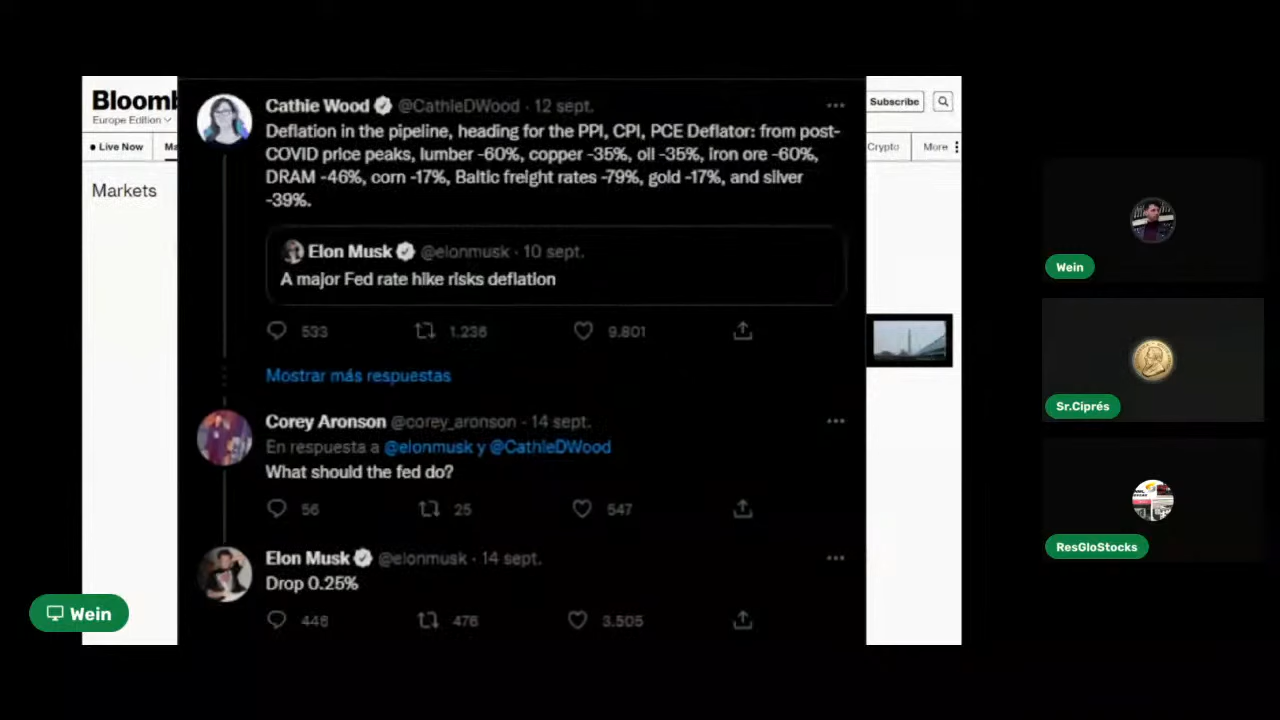 Bloomb
Europe Edition
Subscribe
Live Now
Ma
Crypto
More
Markets
Cathie Wood @CathieDWood · 12 sept.
Deflation in the pipeline, heading for the PPI, CPI, PCE Deflator: from post-
COVID price peaks, lumber -60%, copper -35%, oil -35%, iron ore -60%,
DRAM -46%, corn -17%, Baltic freight rates -79%, gold -17%, and silver
-39%.
Elon Musk @elonmusk · 10 sept.
A major Fed rate hike risks deflation
533 1.236 9.801
Mostrar más respuestas
Corey Aronson @corey_aronson · 14 sept.
En respuesta a @elonmusk y @CathieDWood
What should the fed do?
56 25 547
Elon Musk @elonmusk · 14 sept.
Drop 0.25%
446 476 3.505
Wein
Wein
Sr.Ciprés
ResGloStocks